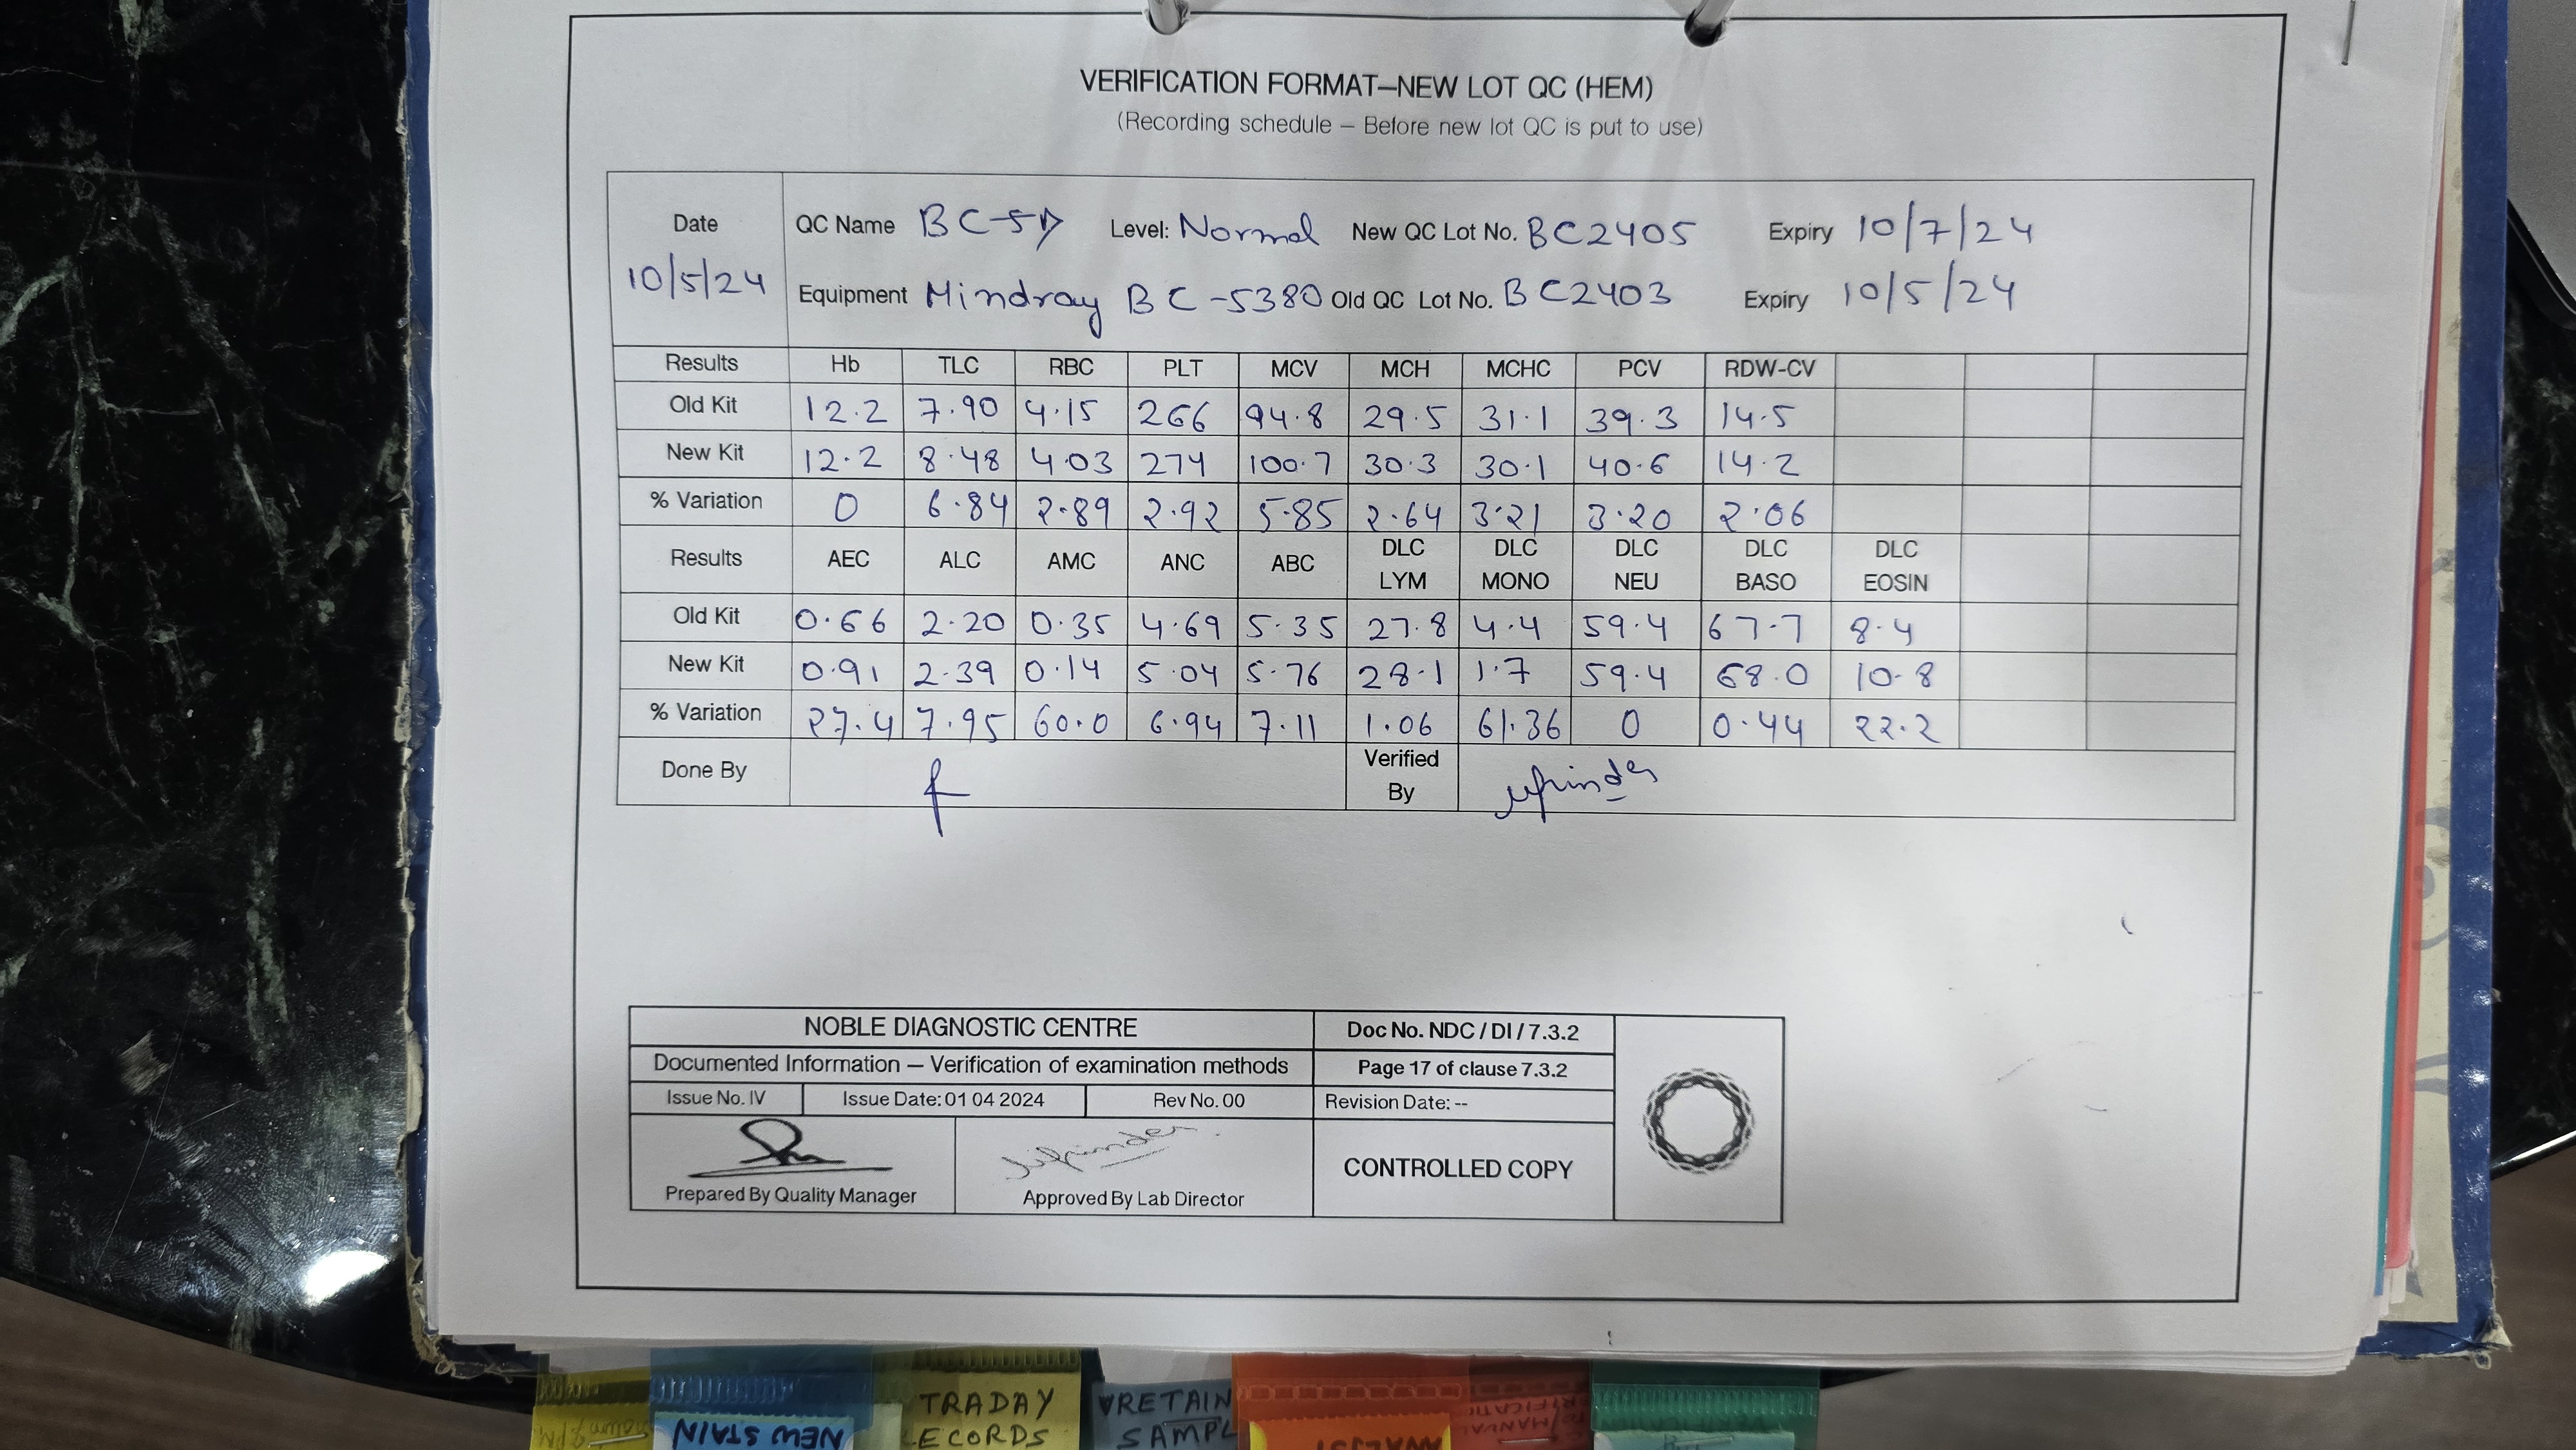 VERIFICATION FORMAT–NEW LOT QC (HEM)
(Recording schedule – Before new lot QC is put to use)
Date QC Name BC-5D Level: Normal New QC Lot No. BC2405 Expiry 10/7/24
10/5/24 Equipment Mindray BC-5380 Old QC Lot No. BC2403 Expiry 10/5/24
Results Hb TLC RBC PLT MCV MCH MCHC PCV RDW-CV
Old Kit 12.2 7.90 4.15 266 94.8 29.5 31.1 39.3 14.5
New Kit 12.2 8.48 4.03 274 100.7 30.3 30.1 40.6 14.2
% Variation 0 6.84 2.89 2.92 5.85 2.64 3.21 3.20 2.06
Results AEC ALC AMC ANC ABC DLC LYM DLC MONO DLC NEU DLC BASO DLC EOSIN
Old Kit 0.66 2.20 0.35 4.69 5.35 27.8 4.4 59.4 67.7 8.4
New Kit 0.91 2.39 0.14 5.04 5.76 28.1 1.7 59.4 68.0 10.8
% Variation 27.4 7.95 60.0 6.94 7.11 1.06 61.36 0 0.44 22.2
Done By Verified By
NOBLE DIAGNOSTIC CENTRE Doc No. NDC / DI / 7.3.2
Documented Information – Verification of examination methods Page 17 of clause 7.3.2
Issue No. IV Issue Date: 01 04 2024 Rev No. 00 Revision Date: --
CONTROLLED COPY
Prepared By Quality Manager Approved By Lab Director
NEW STAIN
TRADAY
ECORDS
RETAIN
SAMPL